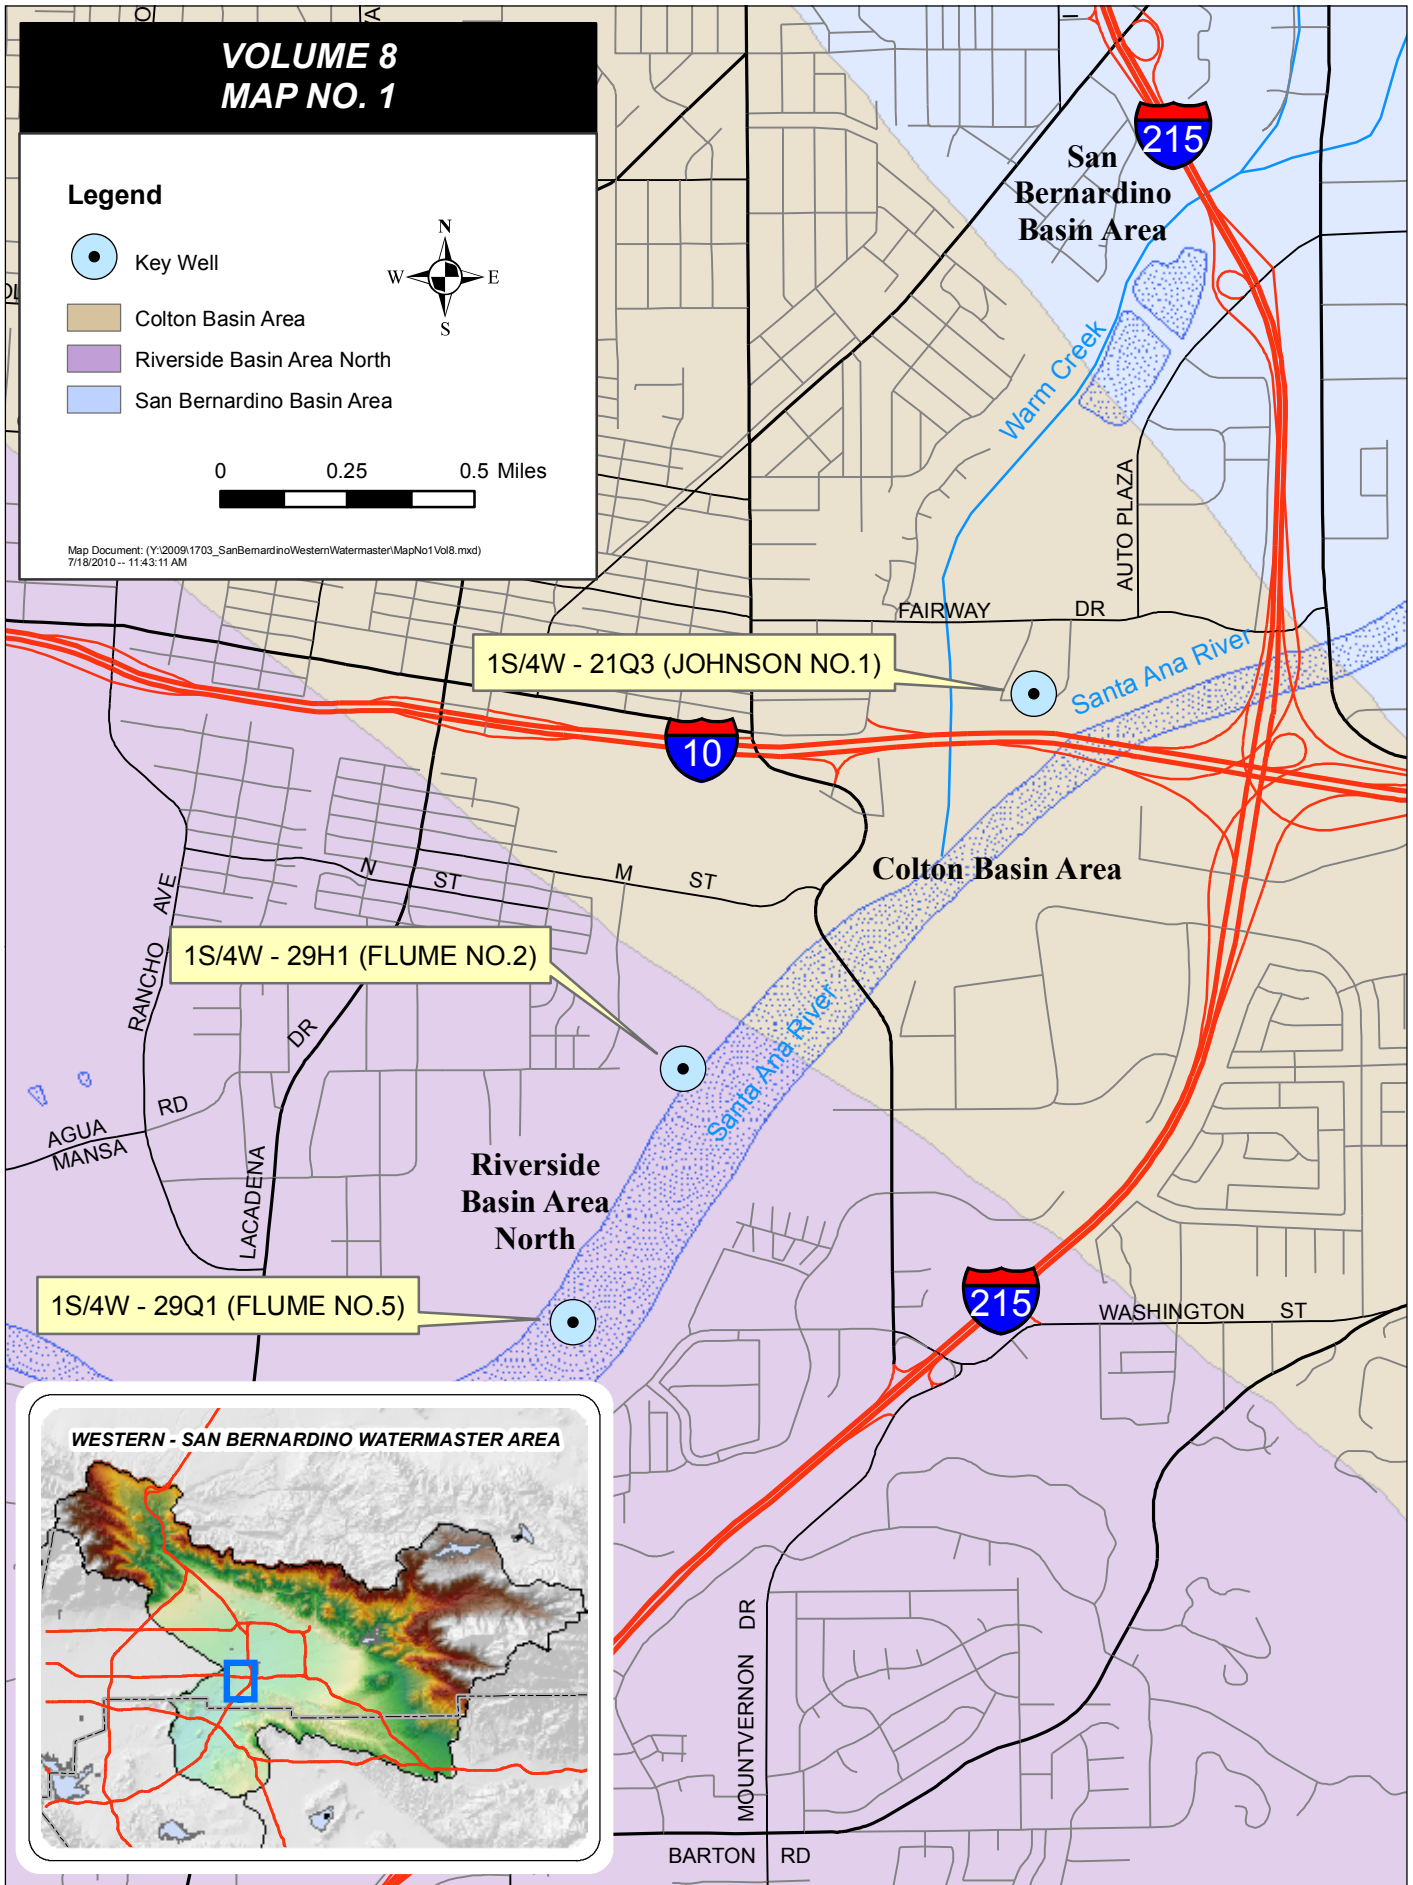 VOLUME 8
MAP NO. 1
Legend
Key Well
Colton Basin Area
Riverside Basin Area North
San Bernardino Basin Area
N
W
E
S
0 0.25 0.5 Miles
Map Document: (Y:\2009\1703_SanBernardinoWesternWatermaster\MapNo1Vol8.mxd)
7/18/2010 -- 11:43:11 AM
215
San
Bernardino
Basin Area
Warm Creek
AUTO PLAZA
FAIRWAY DR
1S/4W - 21Q3 (JOHNSON NO.1)
Santa Ana River
10
Colton Basin Area
N ST
M ST
RANCHO AVE
1S/4W - 29H1 (FLUME NO.2)
Santa Ana River
AGUA
MANSA
RD
LACADENA DR
Riverside
Basin Area
North
1S/4W - 29Q1 (FLUME NO.5)
215
WASHINGTON ST
WESTERN - SAN BERNARDINO WATERMASTER AREA
MOUNTVERNON DR
BARTON RD